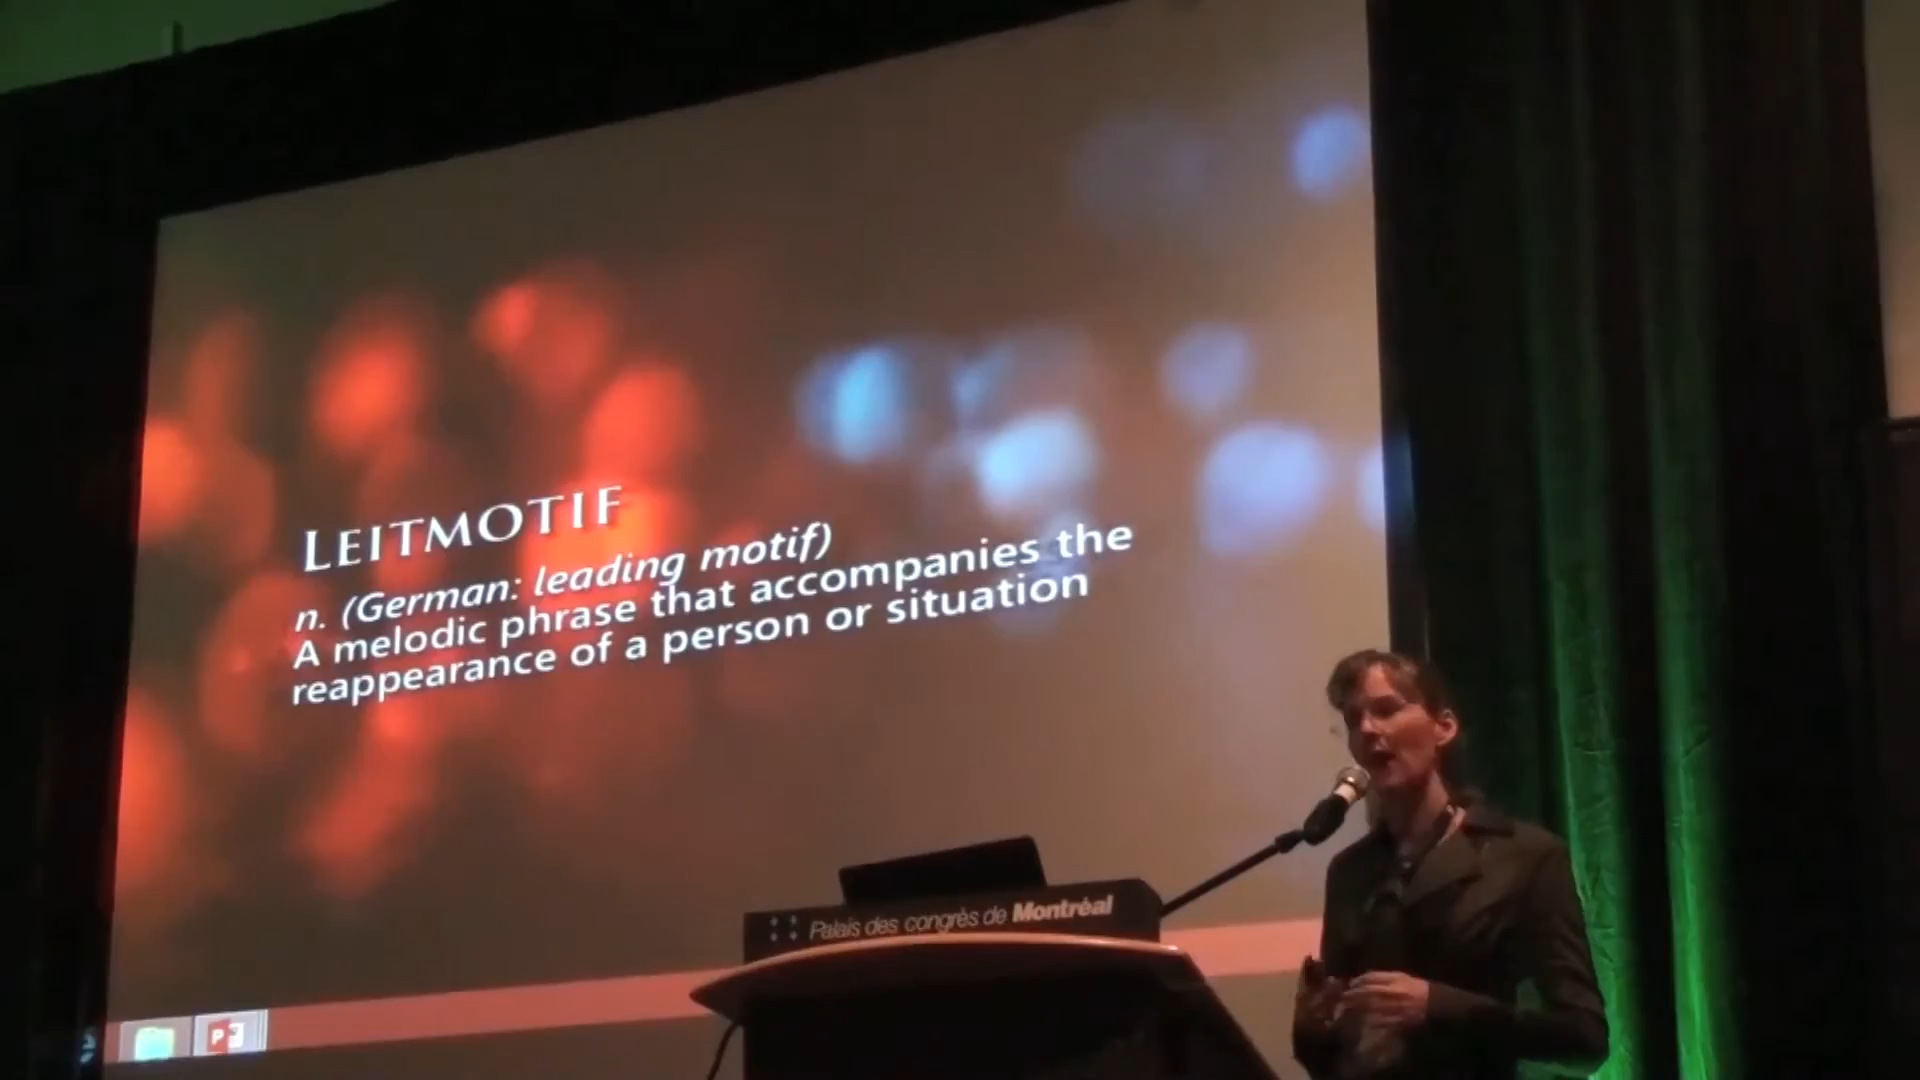 LEITMOTIF
n. (German: leading motif)
A melodic phrase that accompanies the
reappearance of a person or situation
Palais des congrès de Montréal
P